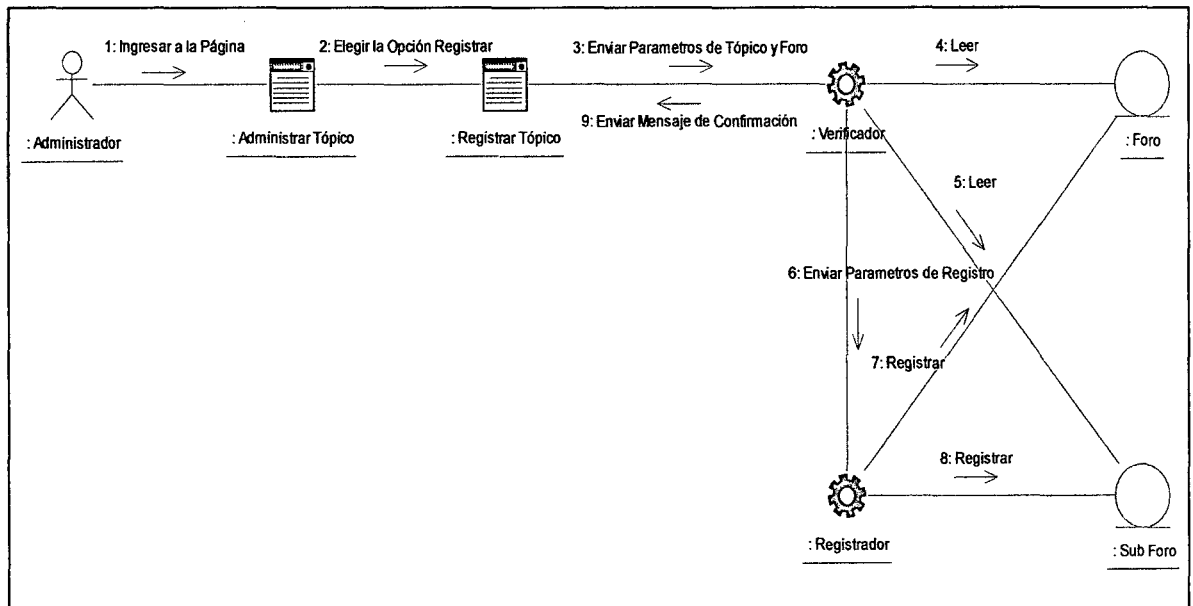 1: Ingresar a la Página
2: Elegir la Opción Registrar
3: Enviar Parametros de Tópico y Foro
4: Leer
9: Enviar Mensaje de Confirmación
: Administrador
: Administrar Tópico
: Registrar Tópico
: Verificador
: Foro
5: Leer
6: Enviar Parametros de Registro
7: Registrar
8: Registrar
: Registrador
: Sub Foro